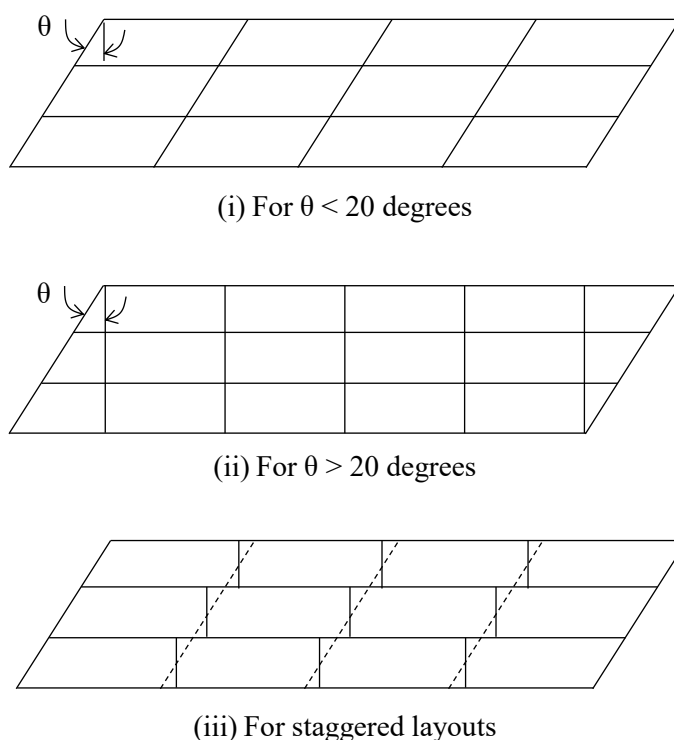 θ
(i) For θ < 20 degrees
θ
(ii) For θ > 20 degrees
(iii) For staggered layouts